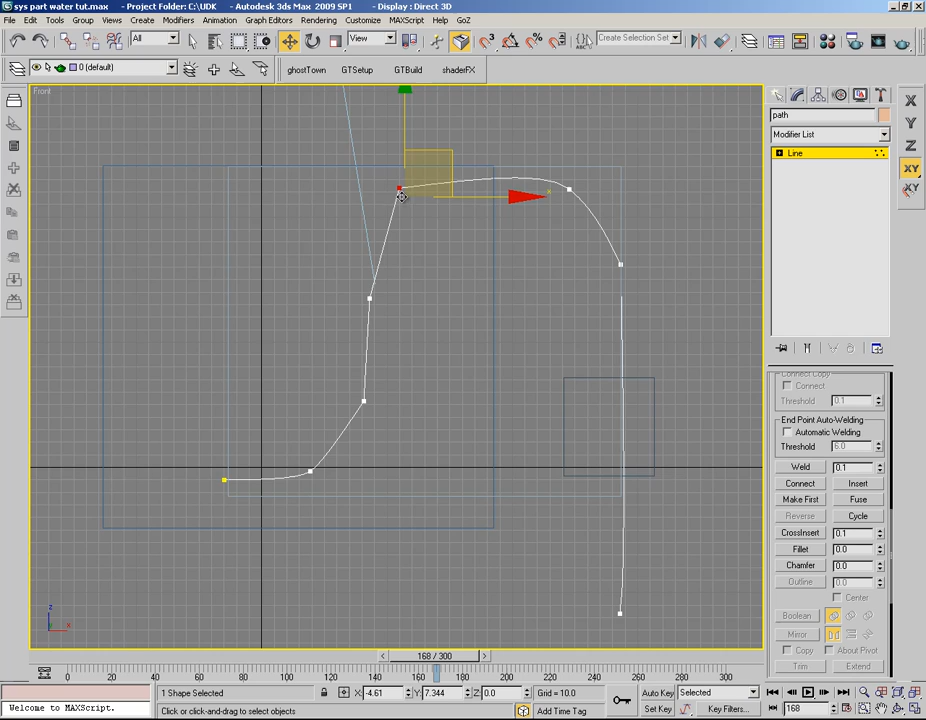 sys part water tut.max - Project Folder: C:\UDK - Autodesk 3ds Max 2009 SP1 - Display : Direct 3D
File Edit Tools Group Views Create Modifiers Animation Graph Editors Rendering Customize MAXScript Help GoZ
All View Create Selection Set
0 (default) ghostTown GTSetup GTBuild shaderFX
Front
path
Modifier List
Line
X
Y
Z
XY
XY
Connect Copy
Connect
Threshold 0.1
End Point Auto-Welding
Automatic Welding
Threshold 6.0
Weld 0.1
Connect Insert
Make First Fuse
Reverse Cycle
CrossInsert 0.1
Fillet 0.0
Chamfer 0.0
Outline 0.0
Center
Boolean
Mirror
Copy About Pivot
Trim Extend
z
x
168 / 300
0 20 40 60 80 100 120 140 160 180 200 220 240 260 280 300
1 Shape Selected X: -4.61 Y: 7.344 Z: 0.0 Grid = 10.0 Auto Key Selected
Welcome to MAXScript. Click or click-and-drag to select objects Add Time Tag Set Key Key Filters... 168